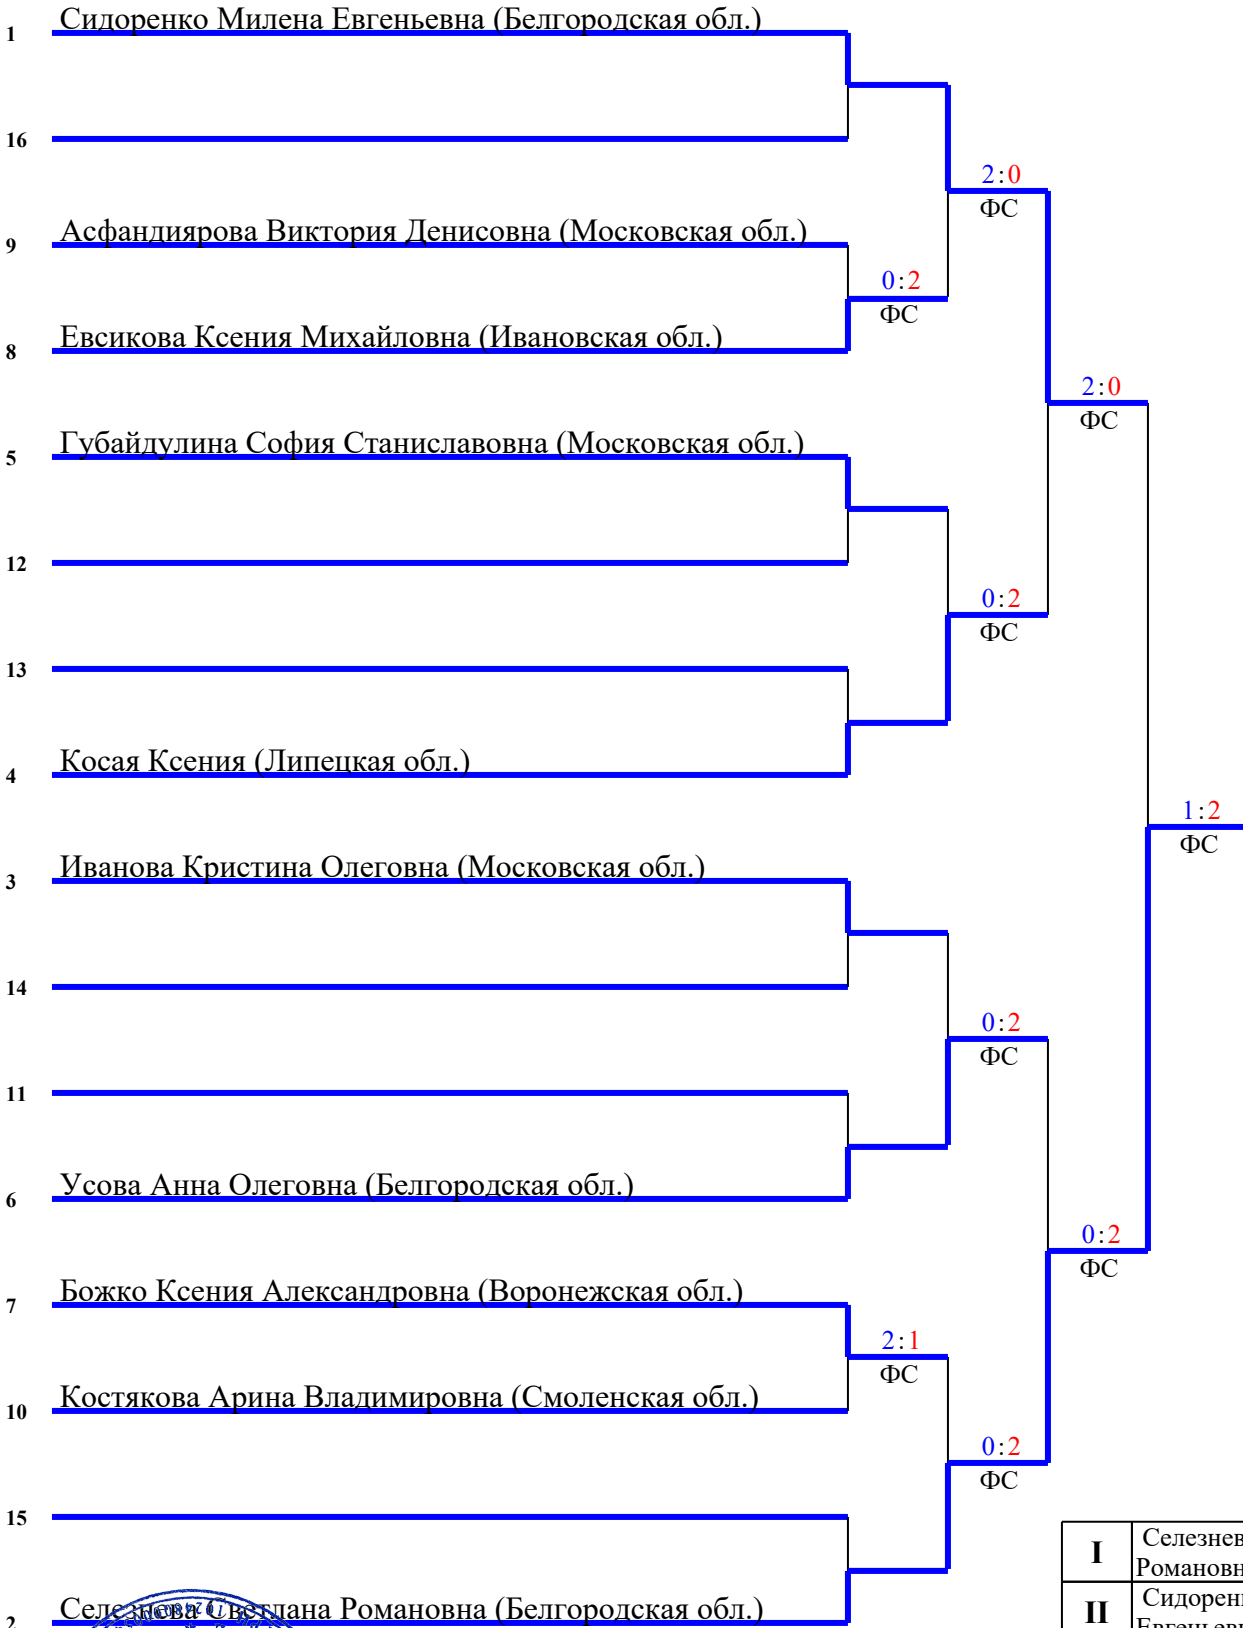 1 Сидоренко Милена Евгеньевна (Белгородская обл.)
16
2:0
ФС
9 Асфандиярова Виктория Денисовна (Московская обл.)
0:2
ФС
8 Евсикова Ксения Михайловна (Ивановская обл.)
2:0
ФС
5 Губайдулина София Станиславовна (Московская обл.)
12
0:2
ФС
13
4 Косая Ксения (Липецкая обл.)
1:2
ФС
3 Иванова Кристина Олеговна (Московская обл.)
14
0:2
ФС
11
6 Усова Анна Олеговна (Белгородская обл.)
0:2
ФС
7 Божко Ксения Александровна (Воронежская обл.)
2:1
ФС
10 Костякова Арина Владимировна (Смоленская обл.)
0:2
ФС
15
I Селезнев
Романовн
II Сидорен
2 Селезнева Светлана Романовна (Белгородская обл.)